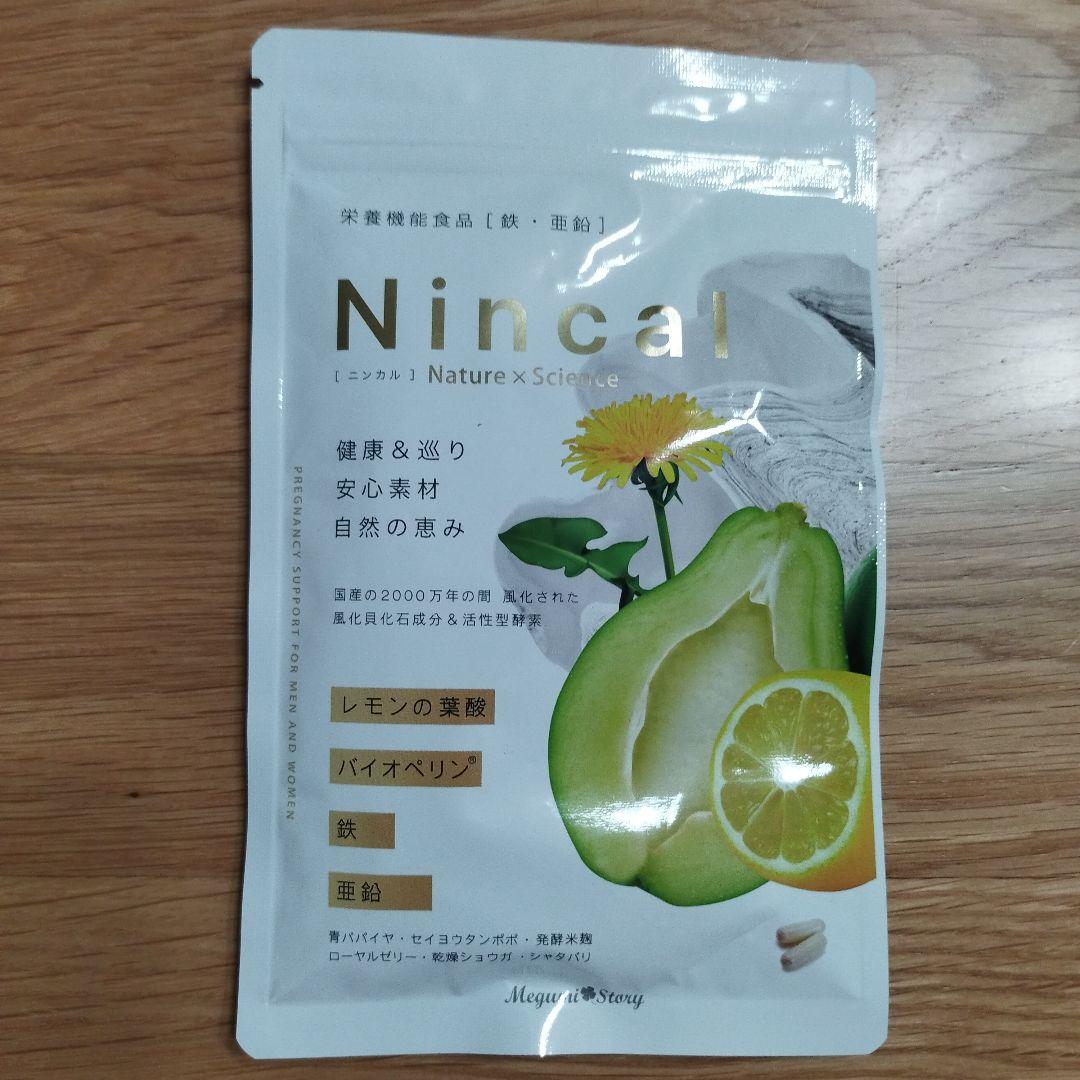 栄養機能食品［鉄・亜鉛］
Nincal
［ニンカル］ Nature×Science
健康＆巡り
安心素材
自然の恵み
国産の2000万年の間 風化された
風化貝化石成分＆活性型酵素
PREGNANCY SUPPORT FOR MEN AND WOMEN
レモンの葉酸
バイオペリン®
鉄
亜鉛
青パパイヤ・セイヨウタンポポ・発酵米麹
ローヤルゼリー・乾燥ショウガ・シャタバリ
Megumi Story